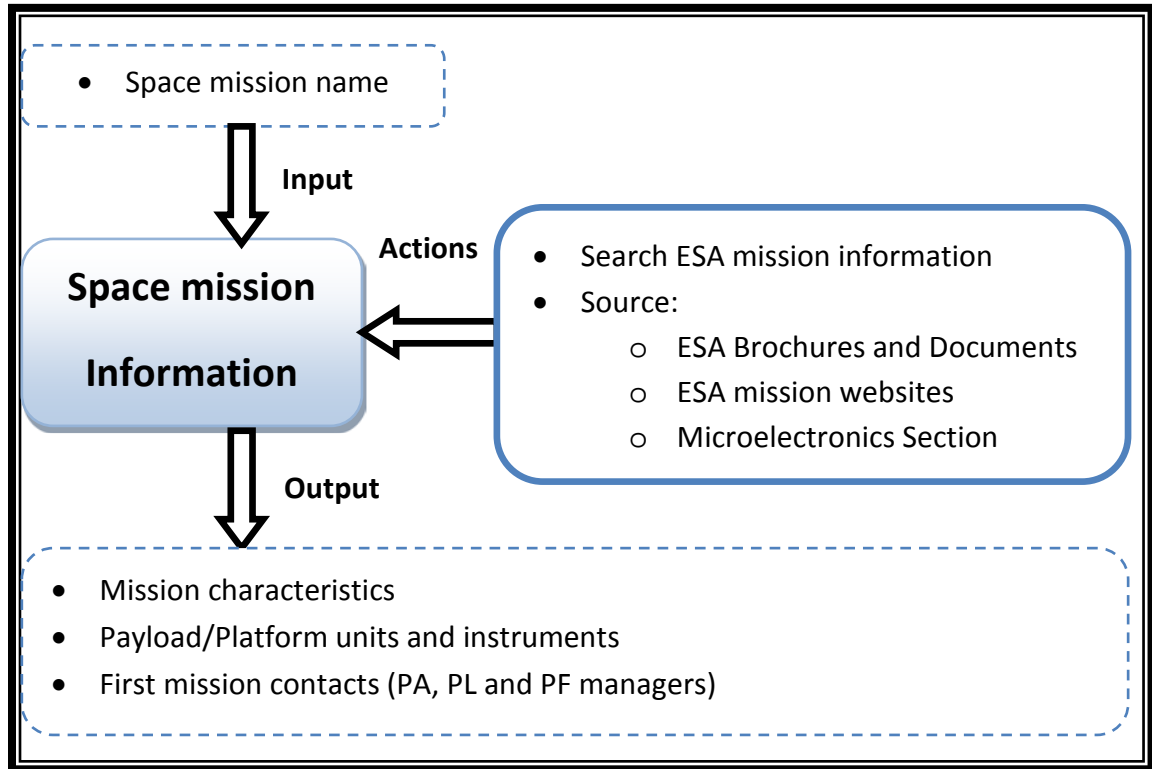 • Space mission name
Input
Actions
Space mission
Information
• Search ESA mission information
• Source:
o ESA Brochures and Documents
o ESA mission websites
o Microelectronics Section
Output
• Mission characteristics
• Payload/Platform units and instruments
• First mission contacts (PA, PL and PF managers)